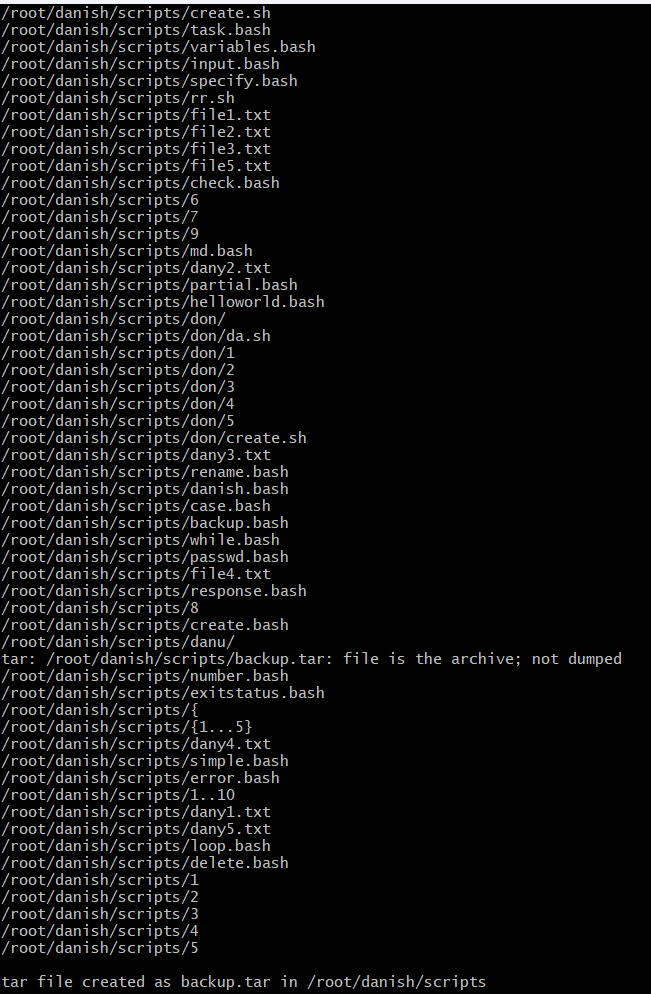 /root/danish/scripts/create.sh
/root/danish/scripts/task.bash
/root/danish/scripts/variables.bash
/root/danish/scripts/input.bash
/root/danish/scripts/specify.bash
/root/danish/scripts/rr.sh
/root/danish/scripts/file1.txt
/root/danish/scripts/file2.txt
/root/danish/scripts/file3.txt
/root/danish/scripts/file5.txt
/root/danish/scripts/check.bash
/root/danish/scripts/6
/root/danish/scripts/7
/root/danish/scripts/9
/root/danish/scripts/md.bash
/root/danish/scripts/dany2.txt
/root/danish/scripts/partial.bash
/root/danish/scripts/helloworld.bash
/root/danish/scripts/don/
/root/danish/scripts/don/da.sh
/root/danish/scripts/don/1
/root/danish/scripts/don/2
/root/danish/scripts/don/3
/root/danish/scripts/don/4
/root/danish/scripts/don/5
/root/danish/scripts/don/create.sh
/root/danish/scripts/dany3.txt
/root/danish/scripts/rename.bash
/root/danish/scripts/danish.bash
/root/danish/scripts/case.bash
/root/danish/scripts/backup.bash
/root/danish/scripts/while.bash
/root/danish/scripts/passwd.bash
/root/danish/scripts/file4.txt
/root/danish/scripts/response.bash
/root/danish/scripts/8
/root/danish/scripts/create.bash
/root/danish/scripts/danu/
tar: /root/danish/scripts/backup.tar: file is the archive; not dumped
/root/danish/scripts/number.bash
/root/danish/scripts/exitstatus.bash
/root/danish/scripts/{
/root/danish/scripts/{1...5}
/root/danish/scripts/dany4.txt
/root/danish/scripts/simple.bash
/root/danish/scripts/error.bash
/root/danish/scripts/1..10
/root/danish/scripts/dany1.txt
/root/danish/scripts/dany5.txt
/root/danish/scripts/loop.bash
/root/danish/scripts/delete.bash
/root/danish/scripts/1
/root/danish/scripts/2
/root/danish/scripts/3
/root/danish/scripts/4
/root/danish/scripts/5
tar file created as backup.tar in /root/danish/scripts